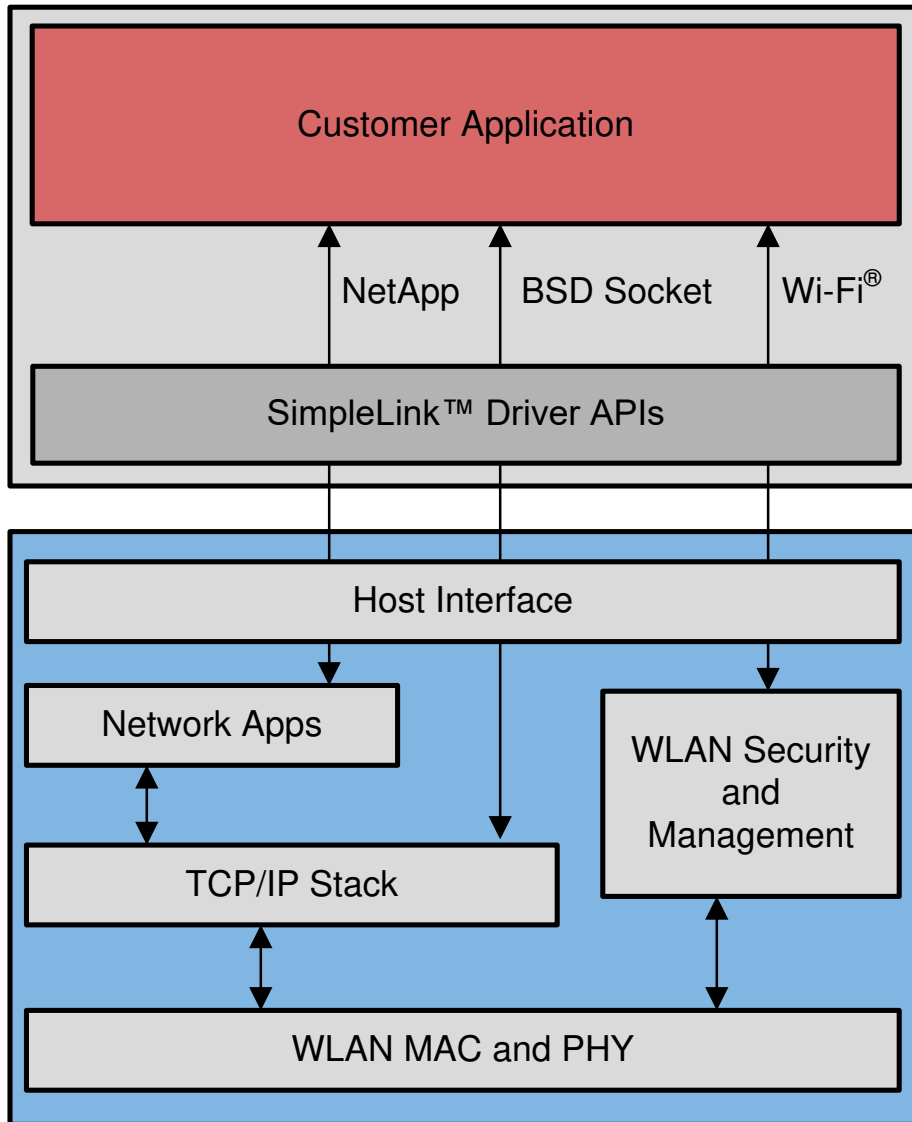 Customer Application
NetApp
BSD Socket
Wi-Fi®
SimpleLink™ Driver APIs
Host Interface
Network Apps
WLAN Security
and
Management
TCP/IP Stack
WLAN MAC and PHY